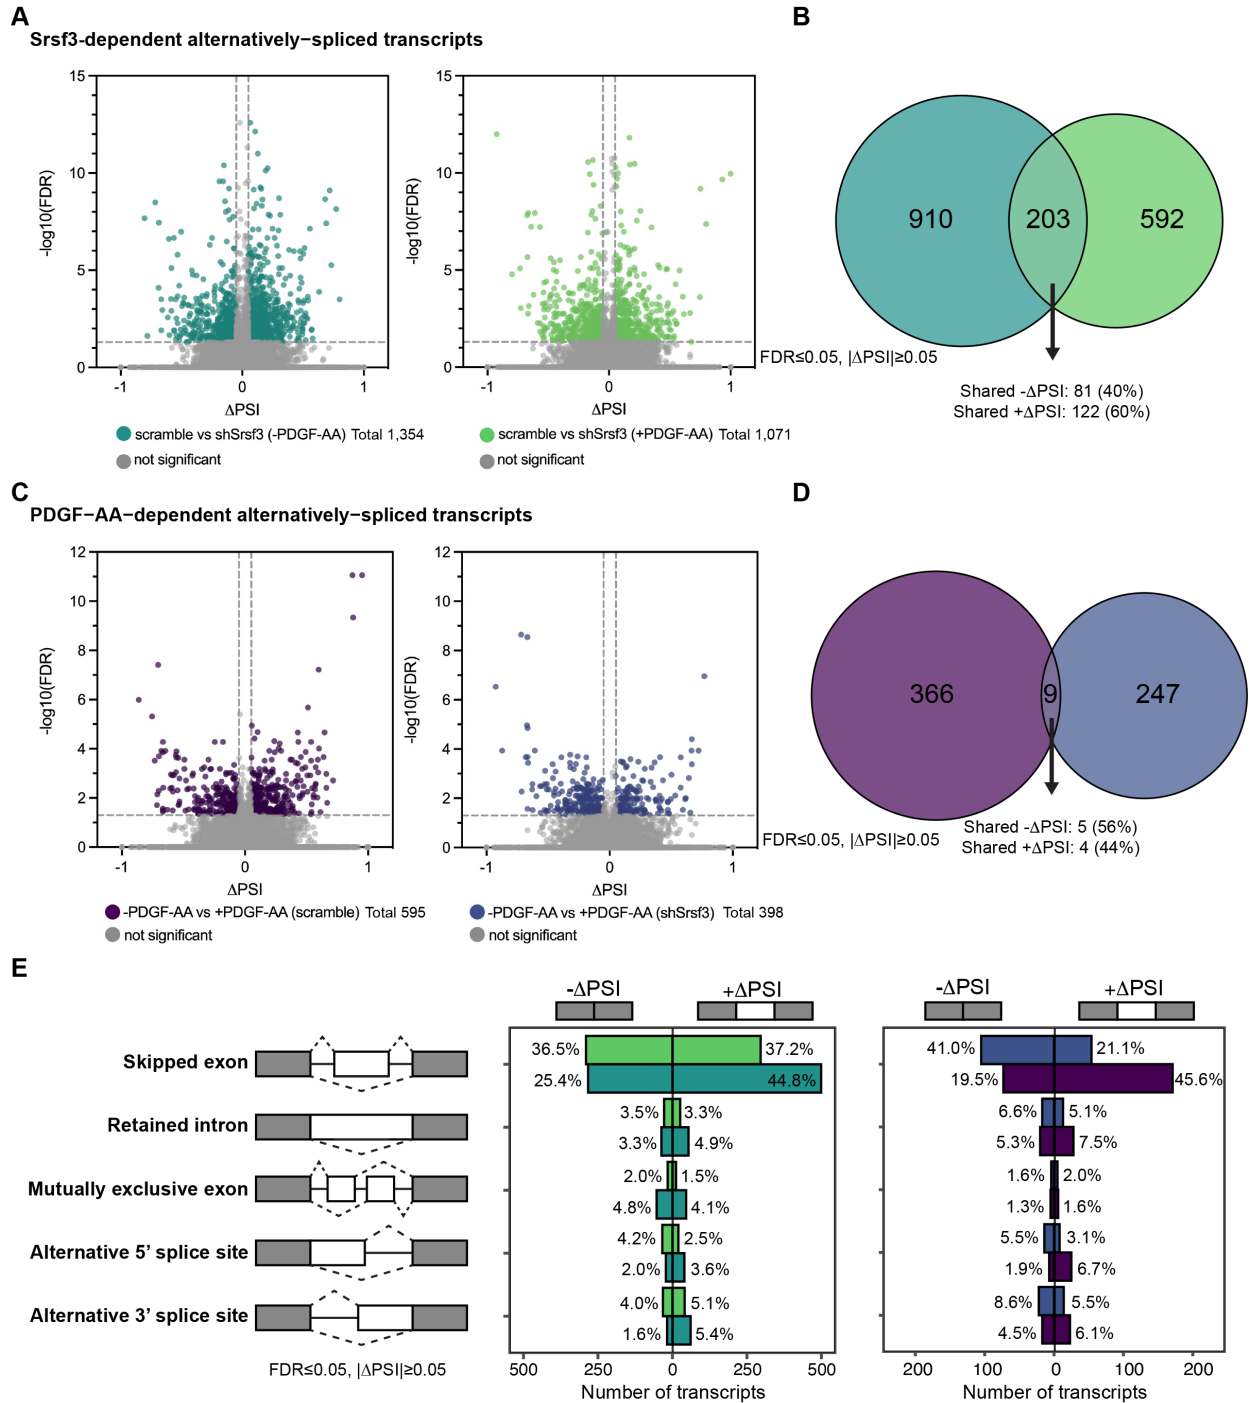 A
Srsf3-dependent alternatively−spliced transcripts
15
10
5
0
-log10(FDR)
-1
0
1
ΔPSI
scramble vs shSrsf3 (-PDGF-AA) Total 1,354
not significant
15
10
5
0
-log10(FDR)
-1
0
1
ΔPSI
scramble vs shSrsf3 (+PDGF-AA) Total 1,071
not significant
FDR≤0.05, |ΔPSI|≥0.05
B
910
203
592
Shared -ΔPSI: 81 (40%)
Shared +ΔPSI: 122 (60%)
C
PDGF−AA−dependent alternatively−spliced transcripts
12
10
8
6
4
2
0
-log10(FDR)
-1
0
1
ΔPSI
-PDGF-AA vs +PDGF-AA (scramble) Total 595
not significant
12
10
8
6
4
2
0
-log10(FDR)
-1
0
1
ΔPSI
-PDGF-AA vs +PDGF-AA (shSrsf3) Total 398
not significant
FDR≤0.05, |ΔPSI|≥0.05
D
366
9
247
Shared -ΔPSI: 5 (56%)
Shared +ΔPSI: 4 (44%)
E
Skipped exon
Retained intron
Mutually exclusive exon
Alternative 5’ splice site
Alternative 3’ splice site
FDR≤0.05, |ΔPSI|≥0.05
-ΔPSI
+ΔPSI
36.5%
37.2%
25.4%
44.8%
3.5%
3.3%
3.3%
4.9%
2.0%
1.5%
4.8%
4.1%
4.2%
2.5%
2.0%
3.6%
4.0%
5.1%
1.6%
5.4%
500
250
0
250
500
Number of transcripts
-ΔPSI
+ΔPSI
41.0%
21.1%
19.5%
45.6%
6.6%
5.1%
5.3%
7.5%
1.6%
2.0%
1.3%
1.6%
5.5%
3.1%
1.9%
6.7%
8.6%
5.5%
4.5%
6.1%
200
100
0
100
200
Number of transcripts